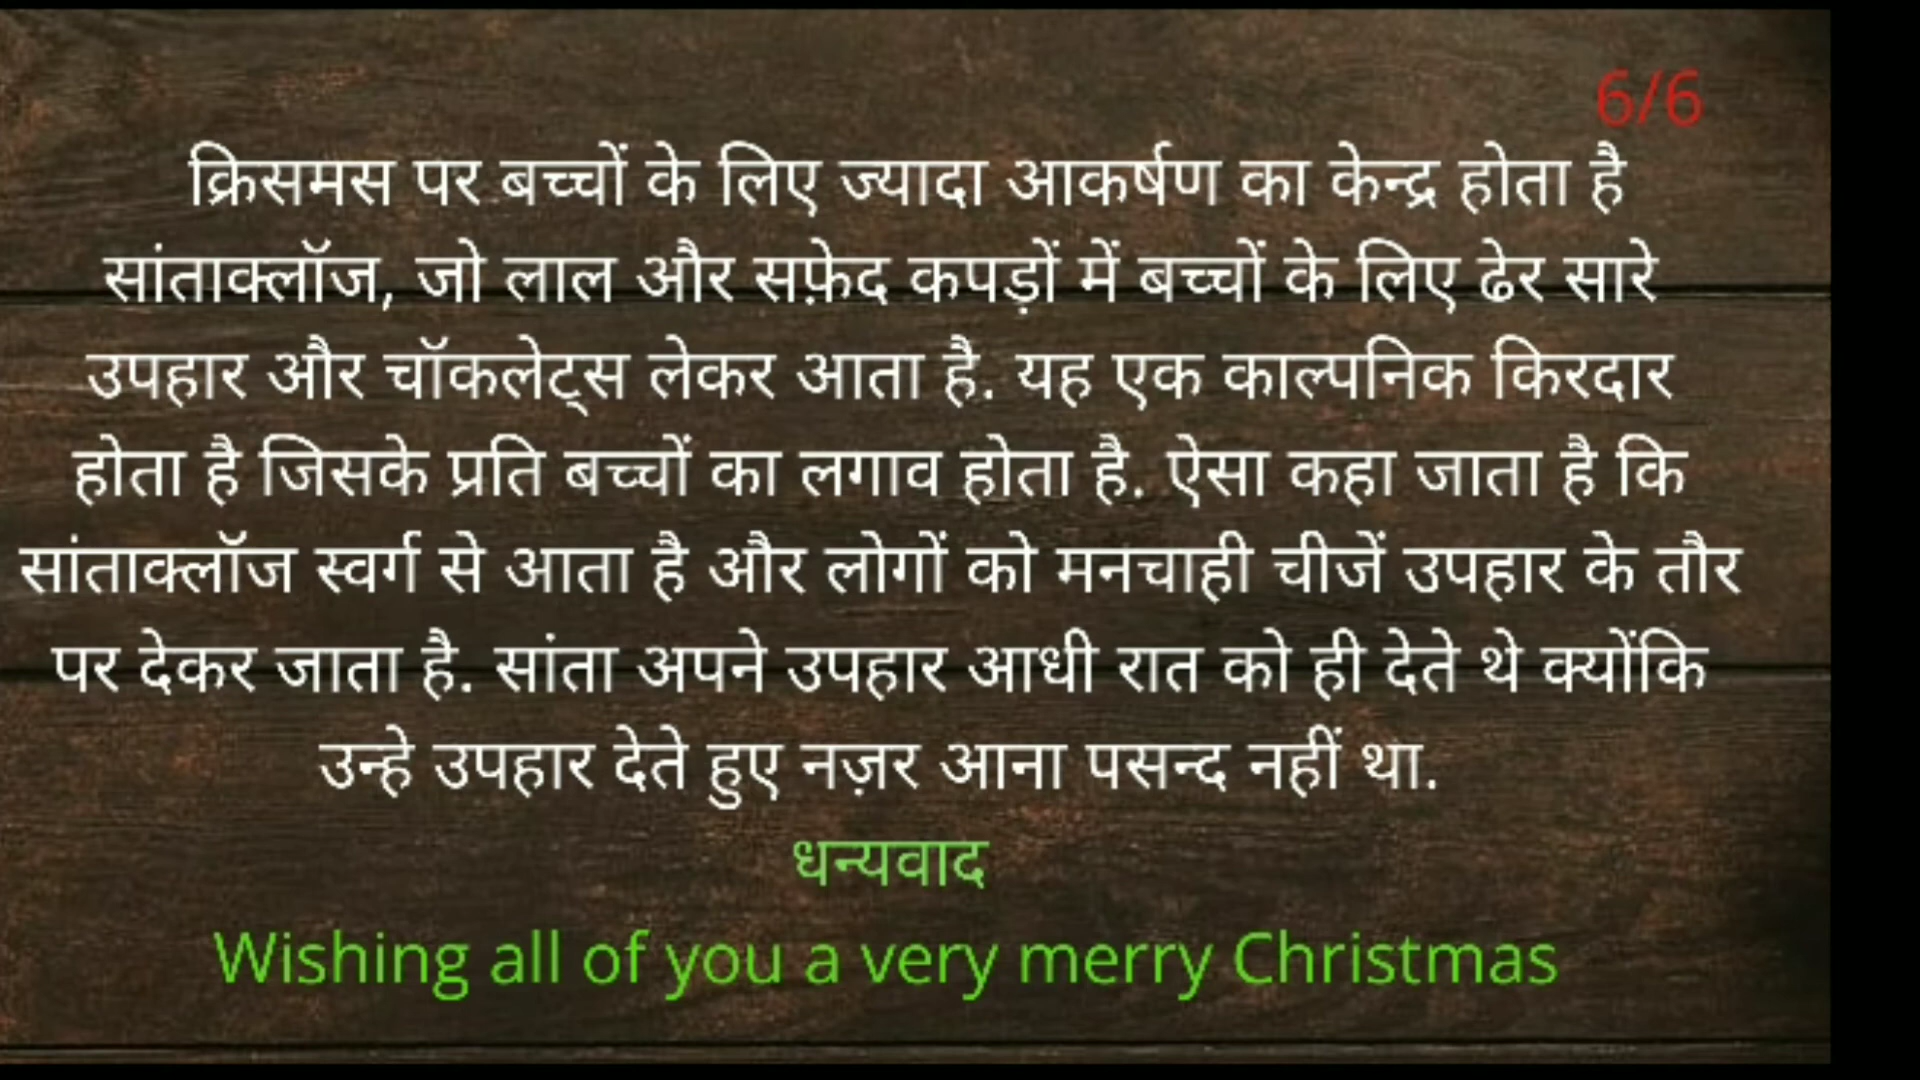 6/6
क्रिसमस पर बच्चों के लिए ज्यादा आकर्षण का केन्द्र होता है
सांताक्लॉज, जो लाल और सफ़ेद कपड़ों में बच्चों के लिए ढेर सारे
उपहार और चॉकलेट्स लेकर आता है. यह एक काल्पनिक किरदार
होता है जिसके प्रति बच्चों का लगाव होता है. ऐसा कहा जाता है कि
सांताक्लॉज स्वर्ग से आता है और लोगों को मनचाही चीजें उपहार के तौर
पर देकर जाता है. सांता अपने उपहार आधी रात को ही देते थे क्योंकि
उन्हे उपहार देते हुए नज़र आना पसन्द नहीं था.
धन्यवाद
Wishing all of you a very merry Christmas